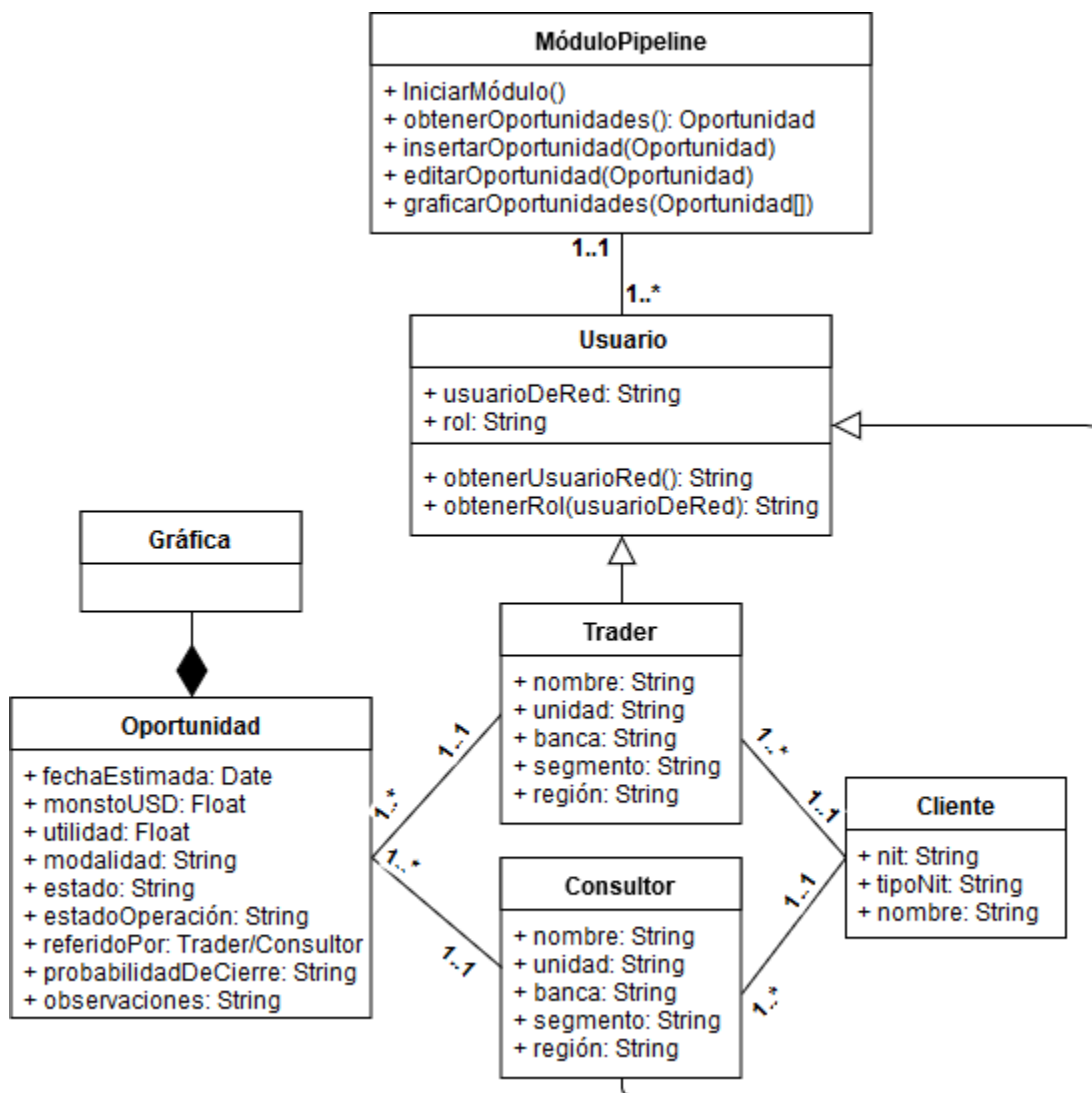 MóduloPipeline
+ IniciarMódulo()
+ obtenerOportunidades(): Oportunidad
+ insertarOportunidad(Oportunidad)
+ editarOportunidad(Oportunidad)
+ graficarOportunidades(Oportunidad[])
1..1
1..*
Usuario
+ usuarioDeRed: String
+ rol: String
+ obtenerUsuarioRed(): String
+ obtenerRol(usuarioDeRed): String
Gráfica
Trader
+ nombre: String
+ unidad: String
+ banca: String
+ segmento: String
+ región: String
Oportunidad
+ fechaEstimada: Date
+ monstoUSD: Float
+ utilidad: Float
+ modalidad: String
+ estado: String
+ estadoOperación: String
+ referidoPor: Trader/Consultor
+ probabilidadDeCierre: String
+ observaciones: String
1..1
1..*
1..*
1..1
1..*
1..1
1..1
1..*
Consultor
+ nombre: String
+ unidad: String
+ banca: String
+ segmento: String
+ región: String
Cliente
+ nit: String
+ tipoNit: String
+ nombre: String